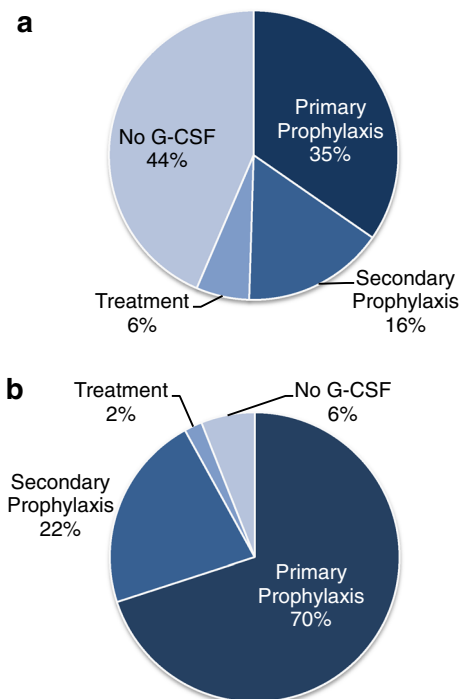 a
Primary
Prophylaxis
35%
No G-CSF
44%
Secondary
Prophylaxis
16%
Treatment
6%
b
Treatment
2%
No G-CSF
6%
Secondary
Prophylaxis
22%
Primary
Prophylaxis
70%